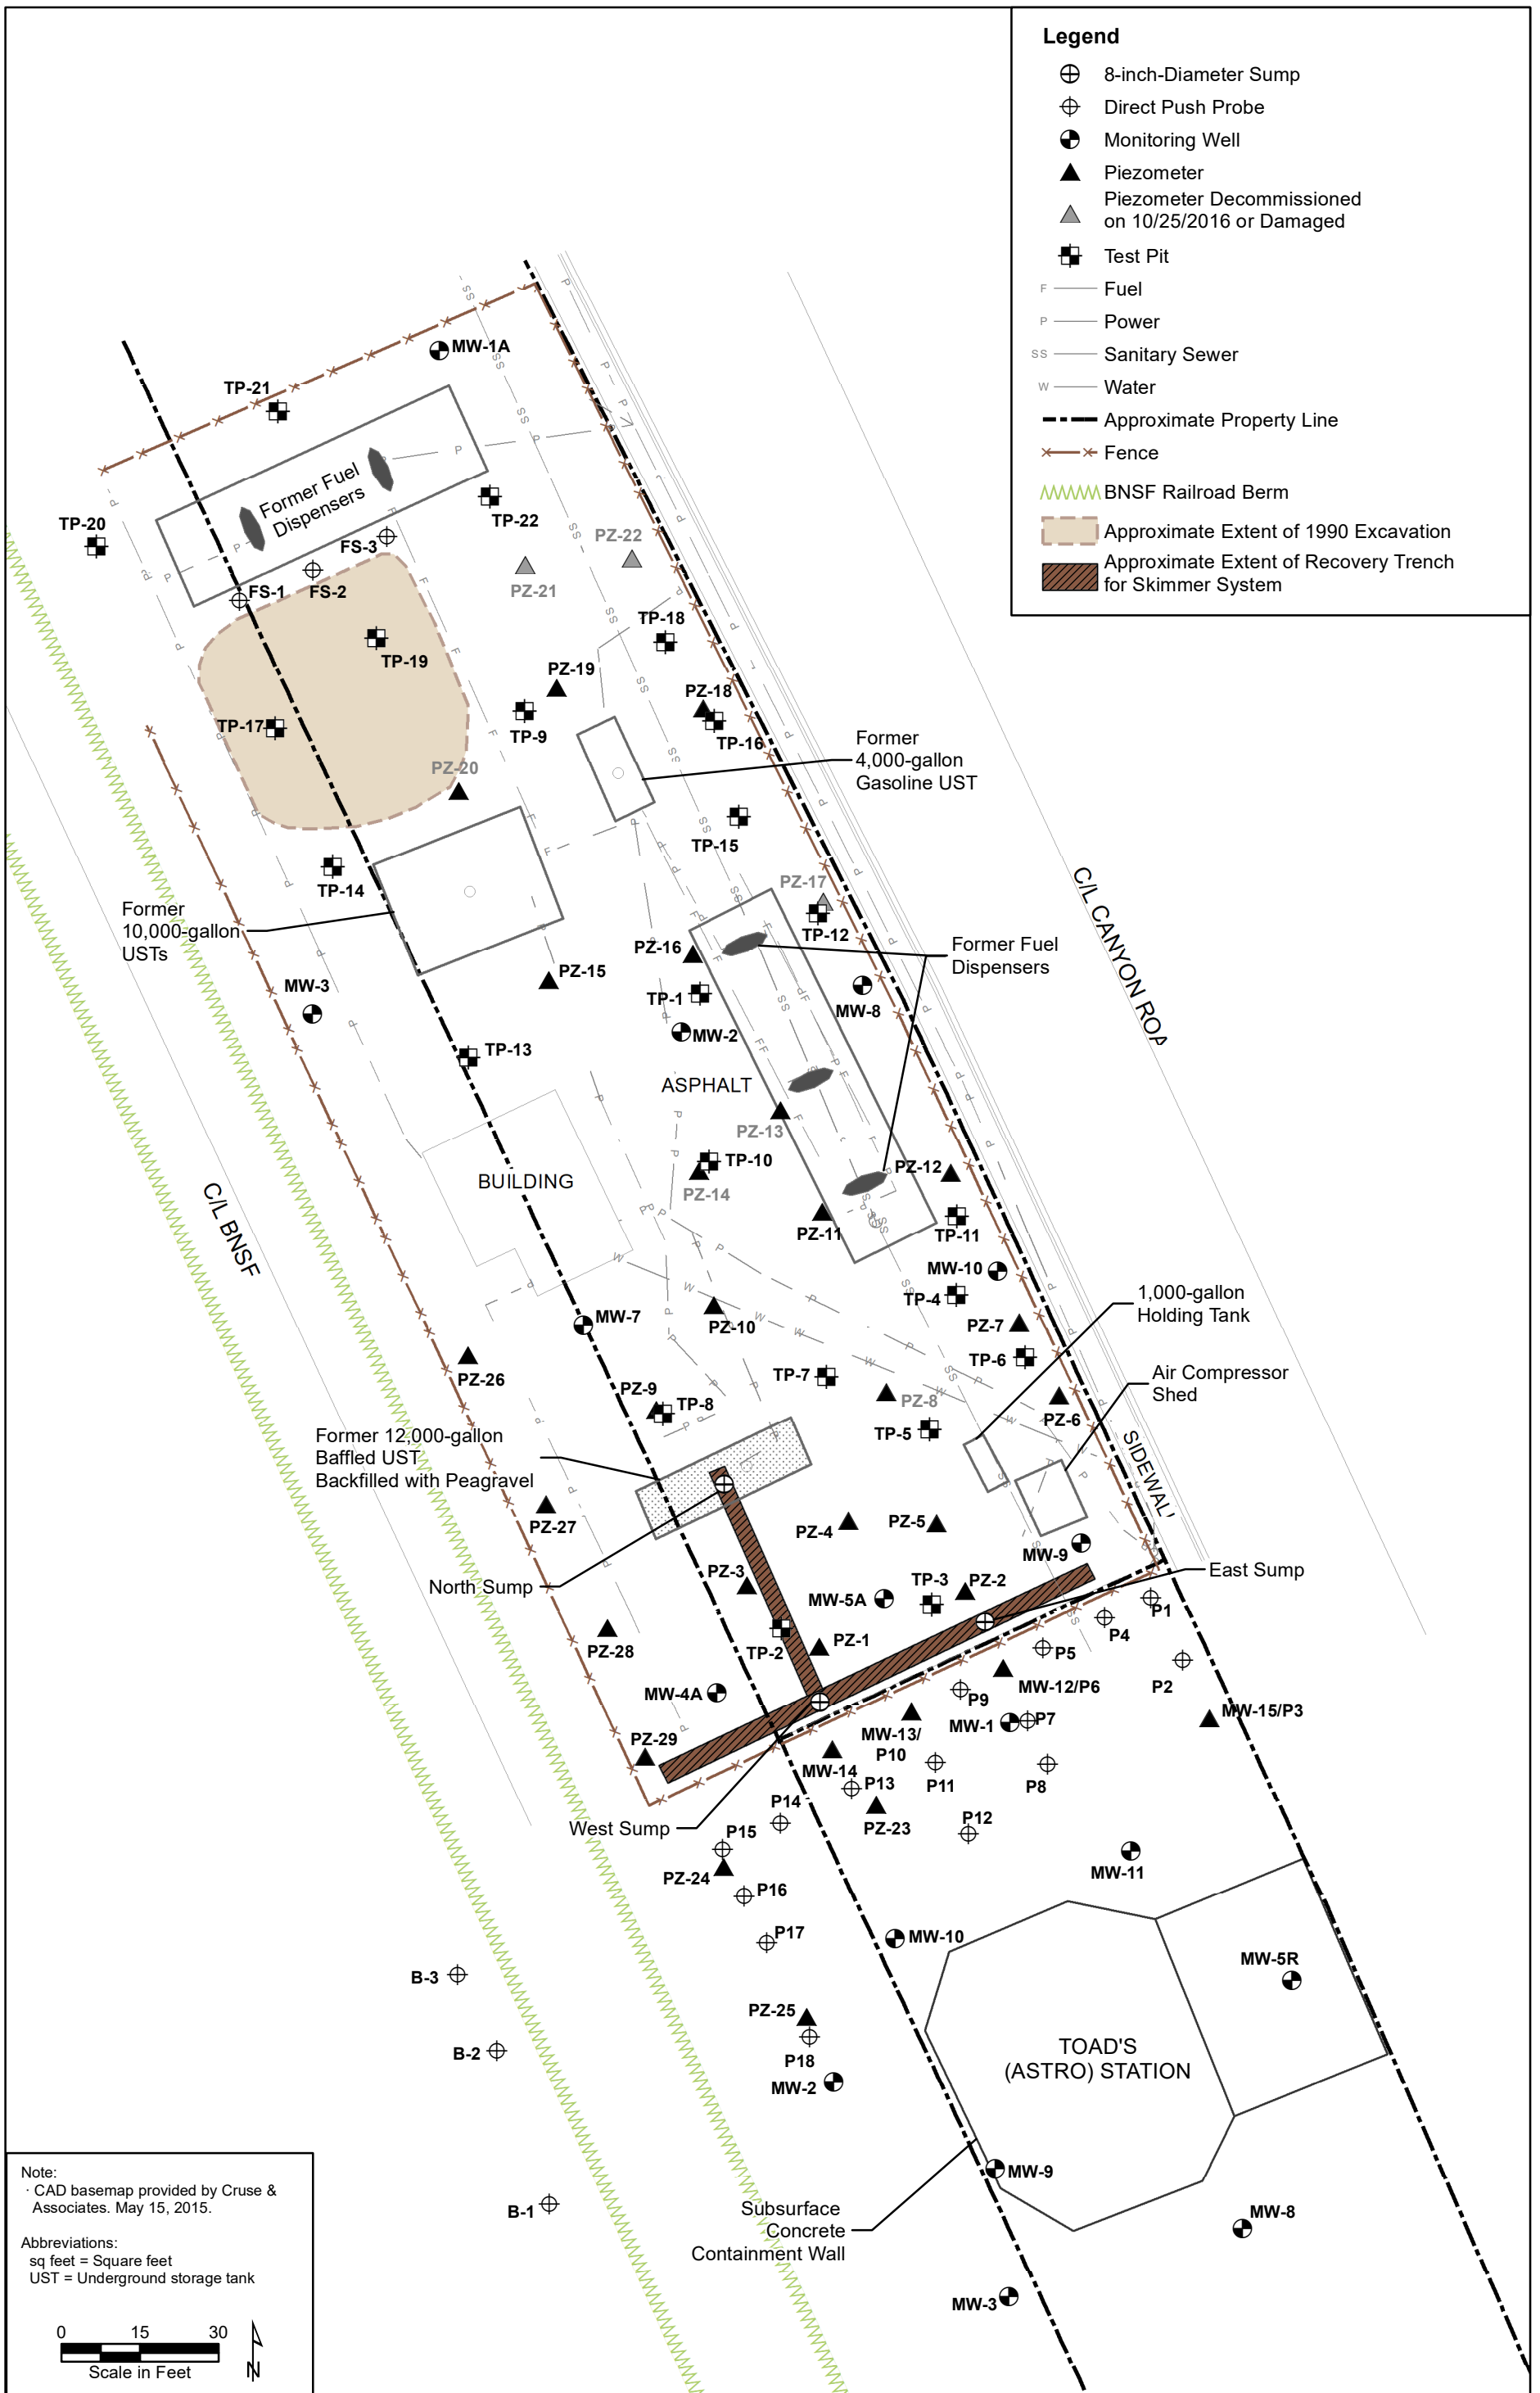 Legend
8-inch-Diameter Sump
Direct Push Probe
Monitoring Well
Piezometer
Piezometer Decommissioned
on 10/25/2016 or Damaged
Test Pit
F Fuel
P Power
SS Sanitary Sewer
W Water
Approximate Property Line
Fence
BNSF Railroad Berm
Approximate Extent of 1990 Excavation
Approximate Extent of Recovery Trench
for Skimmer System
MW-1A
TP-21
Former Fuel
Dispensers
TP-22
TP-20
FS-3
PZ-22
FS-1
FS-2
PZ-21
TP-18
TP-19
PZ-19
PZ-18
TP-17
TP-9
TP-16
Former
4,000-gallon
Gasoline UST
PZ-20
TP-15
TP-14
PZ-17
Former
10,000-gallon
USTs
TP-12
C/L CANYON ROA
PZ-16
Former Fuel
Dispensers
PZ-15
MW-3
TP-1
MW-8
MW-2
TP-13
ASPHALT
PZ-13
TP-10
PZ-12
BUILDING
PZ-14
C/L BNSF
PZ-11
TP-11
MW-10
1,000-gallon
Holding Tank
TP-4
MW-7
PZ-10
PZ-7
TP-6
Air Compressor
Shed
PZ-26
TP-7
PZ-9
TP-8
PZ-8
PZ-6
TP-5
SIDEWAL'
Former 12,000-gallon
Baffled UST
Backfilled with Peagravel
PZ-27
PZ-4
PZ-5
MW-9
East Sump
North Sump
PZ-3
TP-3
PZ-2
MW-5A
P1
P4
PZ-28
TP-2
PZ-1
P5
P2
MW-4A
MW-12/P6
P9
MW-15/P3
PZ-29
MW-13/
P10
MW-1
P7
MW-14
P13
P11
P8
P14
PZ-23
P12
West Sump
P15
PZ-24
P16
MW-11
P17
MW-10
B-3
MW-5R
PZ-25
B-2
P18
TOAD'S
(ASTRO) STATION
MW-2
MW-9
B-1
Subsurface
Concrete
Containment Wall
MW-8
MW-3
Note:
· CAD basemap provided by Cruse &
Associates. May 15, 2015.
Abbreviations:
sq feet = Square feet
UST = Underground storage tank
0 15 30
Scale in Feet
N